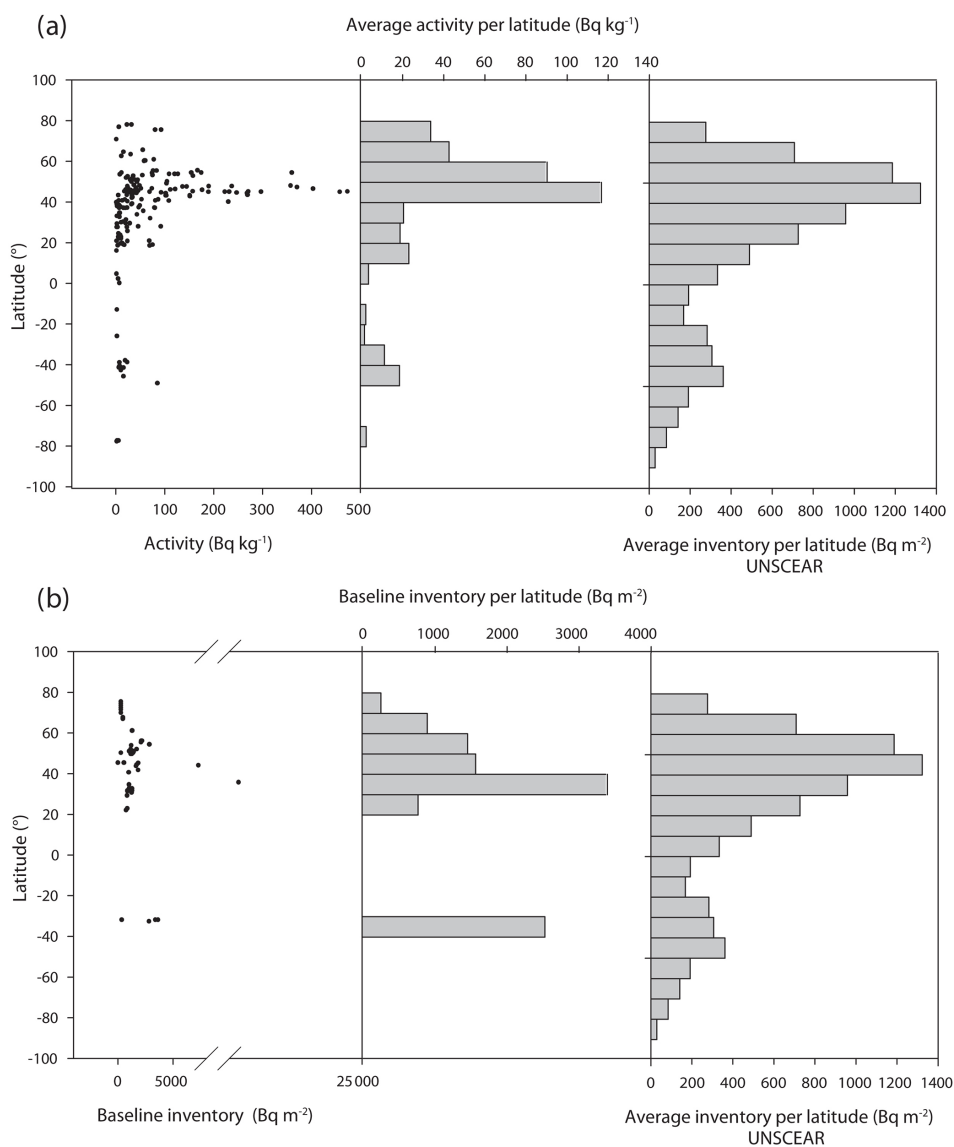 (a)
Average activity per latitude (Bq kg-1)
0 20 40 60 80 100 120 140
100
80
60
40
20
0
-20
-40
-60
-80
-100
Latitude (°)
0 100 200 300 400 500
Activity (Bq kg-1)
0 200 400 600 800 1000 1200 1400
Average inventory per latitude (Bq m-2)
UNSCEAR
(b)
Baseline inventory per latitude (Bq m-2)
0 1000 2000 3000 4000
100
80
60
40
20
0
-20
-40
-60
-80
-100
Latitude (°)
0 5000 25000
Baseline inventory (Bq m-2)
0 200 400 600 800 1000 1200 1400
Average inventory per latitude (Bq m-2)
UNSCEAR